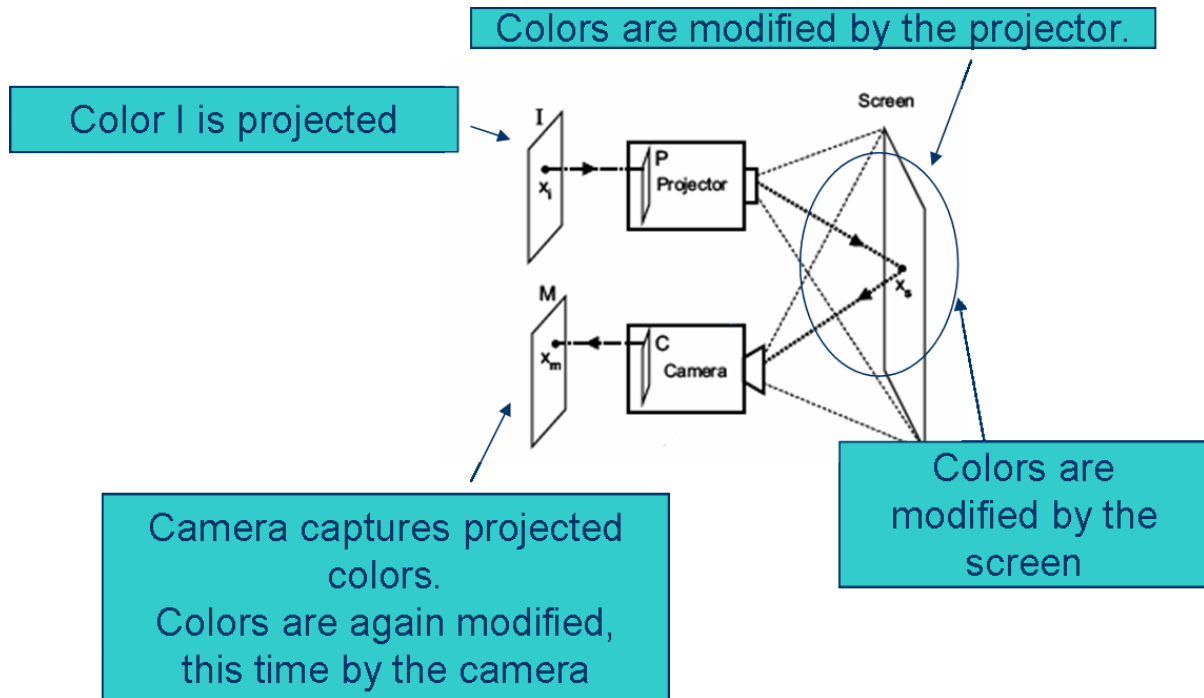 Colors are modified by the projector.
Color I is projected
Screen
I
P
Projector
x_i
x_s
M
C
Camera
x_m
Colors are
modified by the
screen
Camera captures projected
colors.
Colors are again modified,
this time by the camera